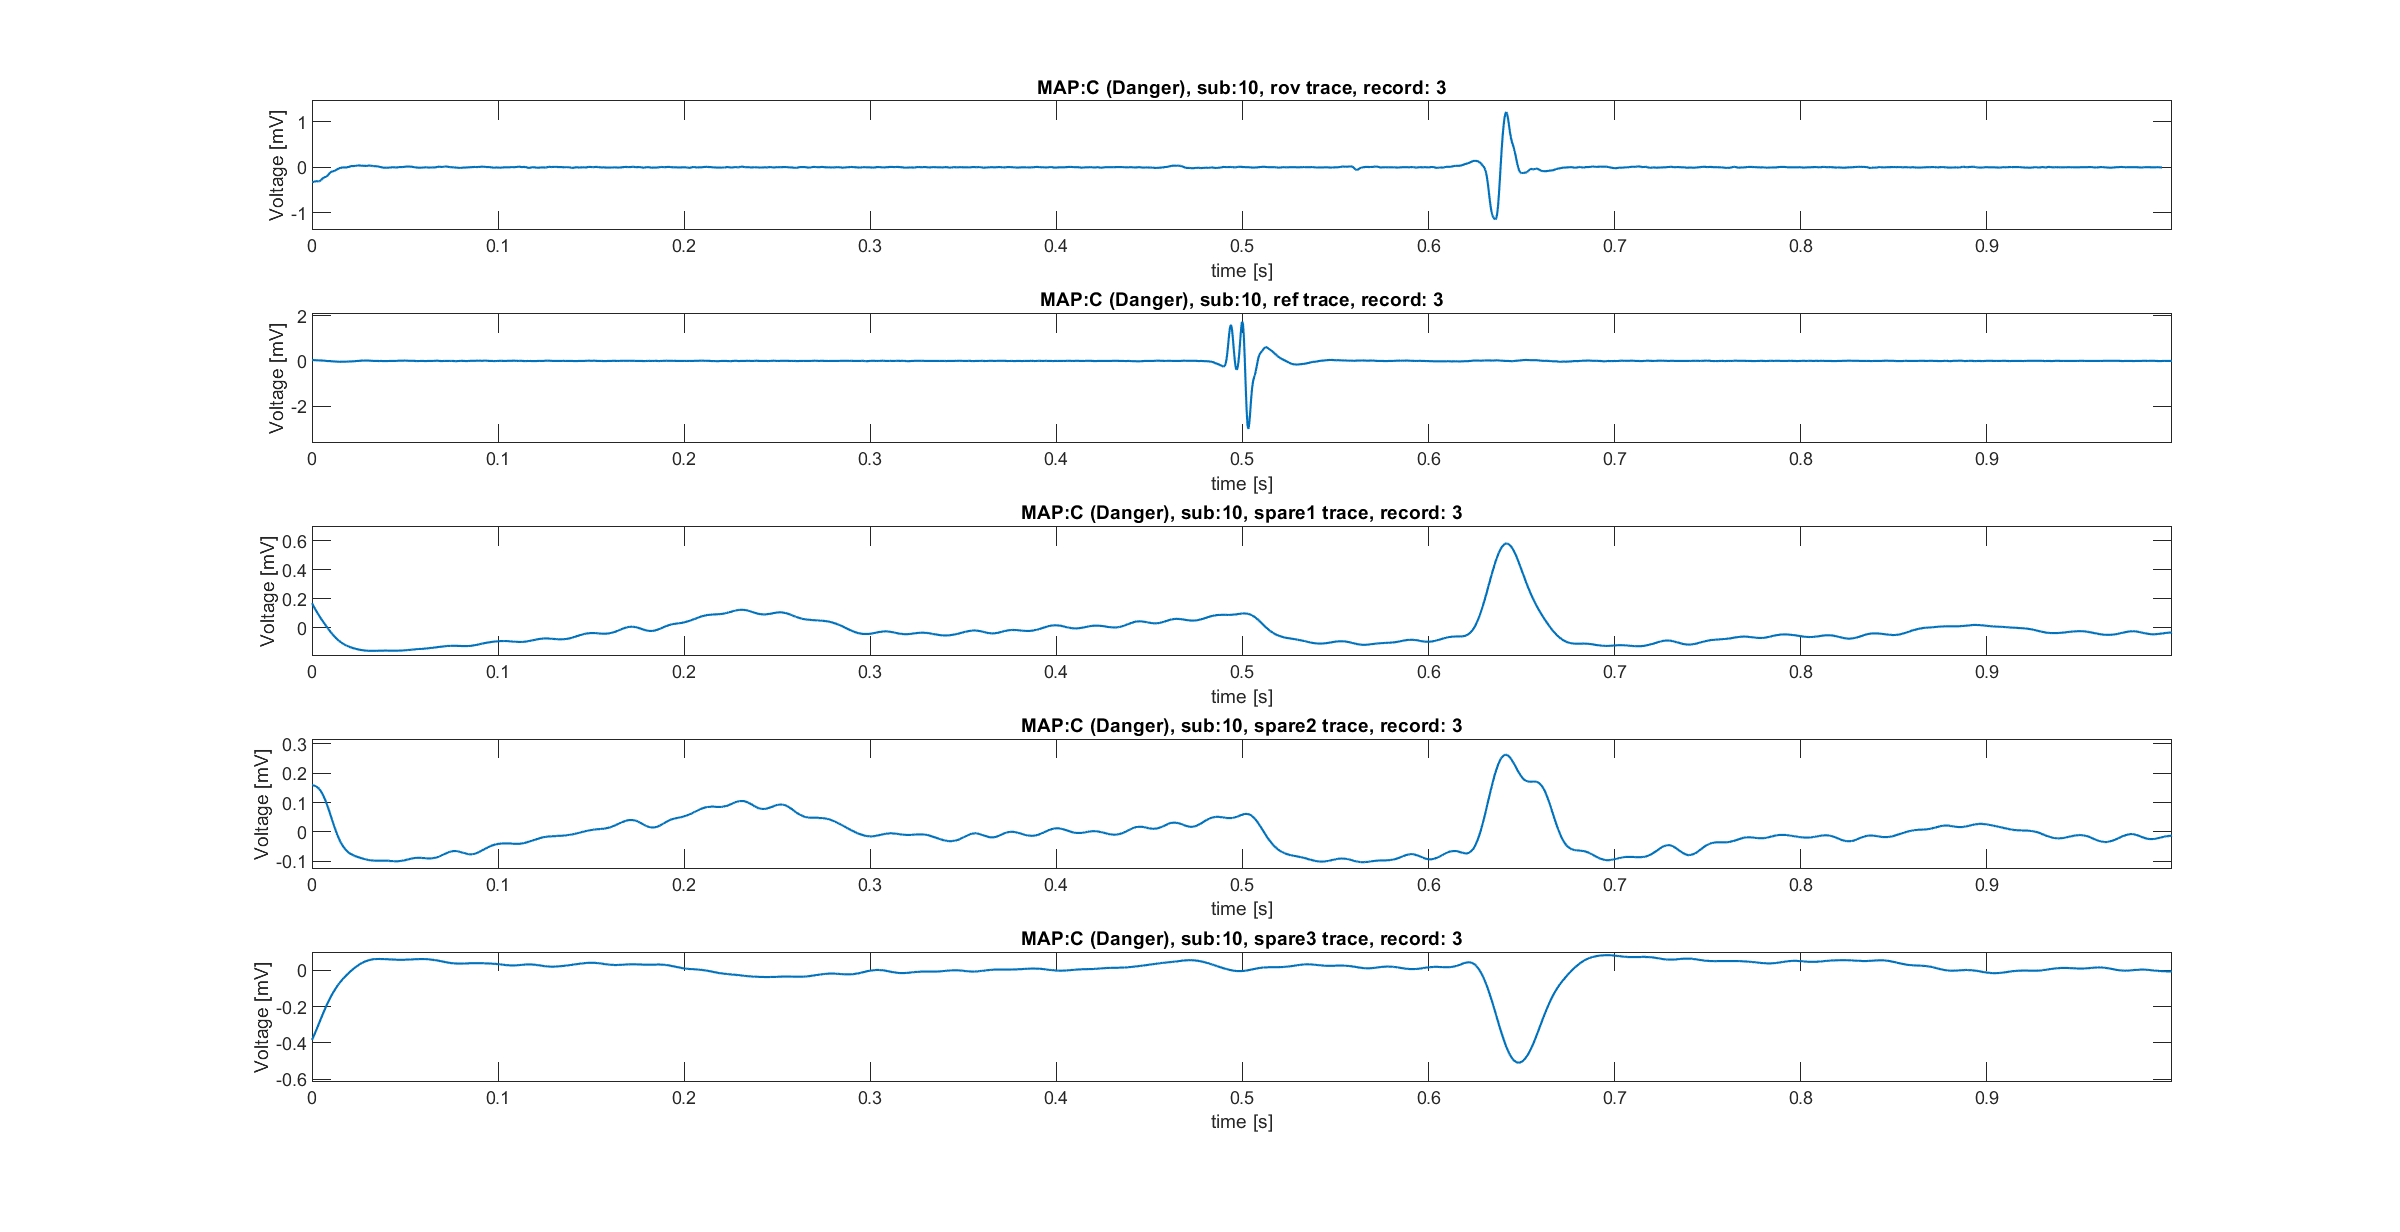 MAP:C (Danger), sub:10, rov trace, record: 3
Voltage [mV]
1
0
-1
0 0.1 0.2 0.3 0.4 0.5 0.6 0.7 0.8 0.9
time [s]
MAP:C (Danger), sub:10, ref trace, record: 3
Voltage [mV]
2
0
-2
0 0.1 0.2 0.3 0.4 0.5 0.6 0.7 0.8 0.9
time [s]
MAP:C (Danger), sub:10, spare1 trace, record: 3
Voltage [mV]
0.6
0.4
0.2
0
0 0.1 0.2 0.3 0.4 0.5 0.6 0.7 0.8 0.9
time [s]
MAP:C (Danger), sub:10, spare2 trace, record: 3
Voltage [mV]
0.3
0.2
0.1
0
-0.1
0 0.1 0.2 0.3 0.4 0.5 0.6 0.7 0.8 0.9
time [s]
MAP:C (Danger), sub:10, spare3 trace, record: 3
Voltage [mV]
0
-0.2
-0.4
-0.6
0 0.1 0.2 0.3 0.4 0.5 0.6 0.7 0.8 0.9
time [s]